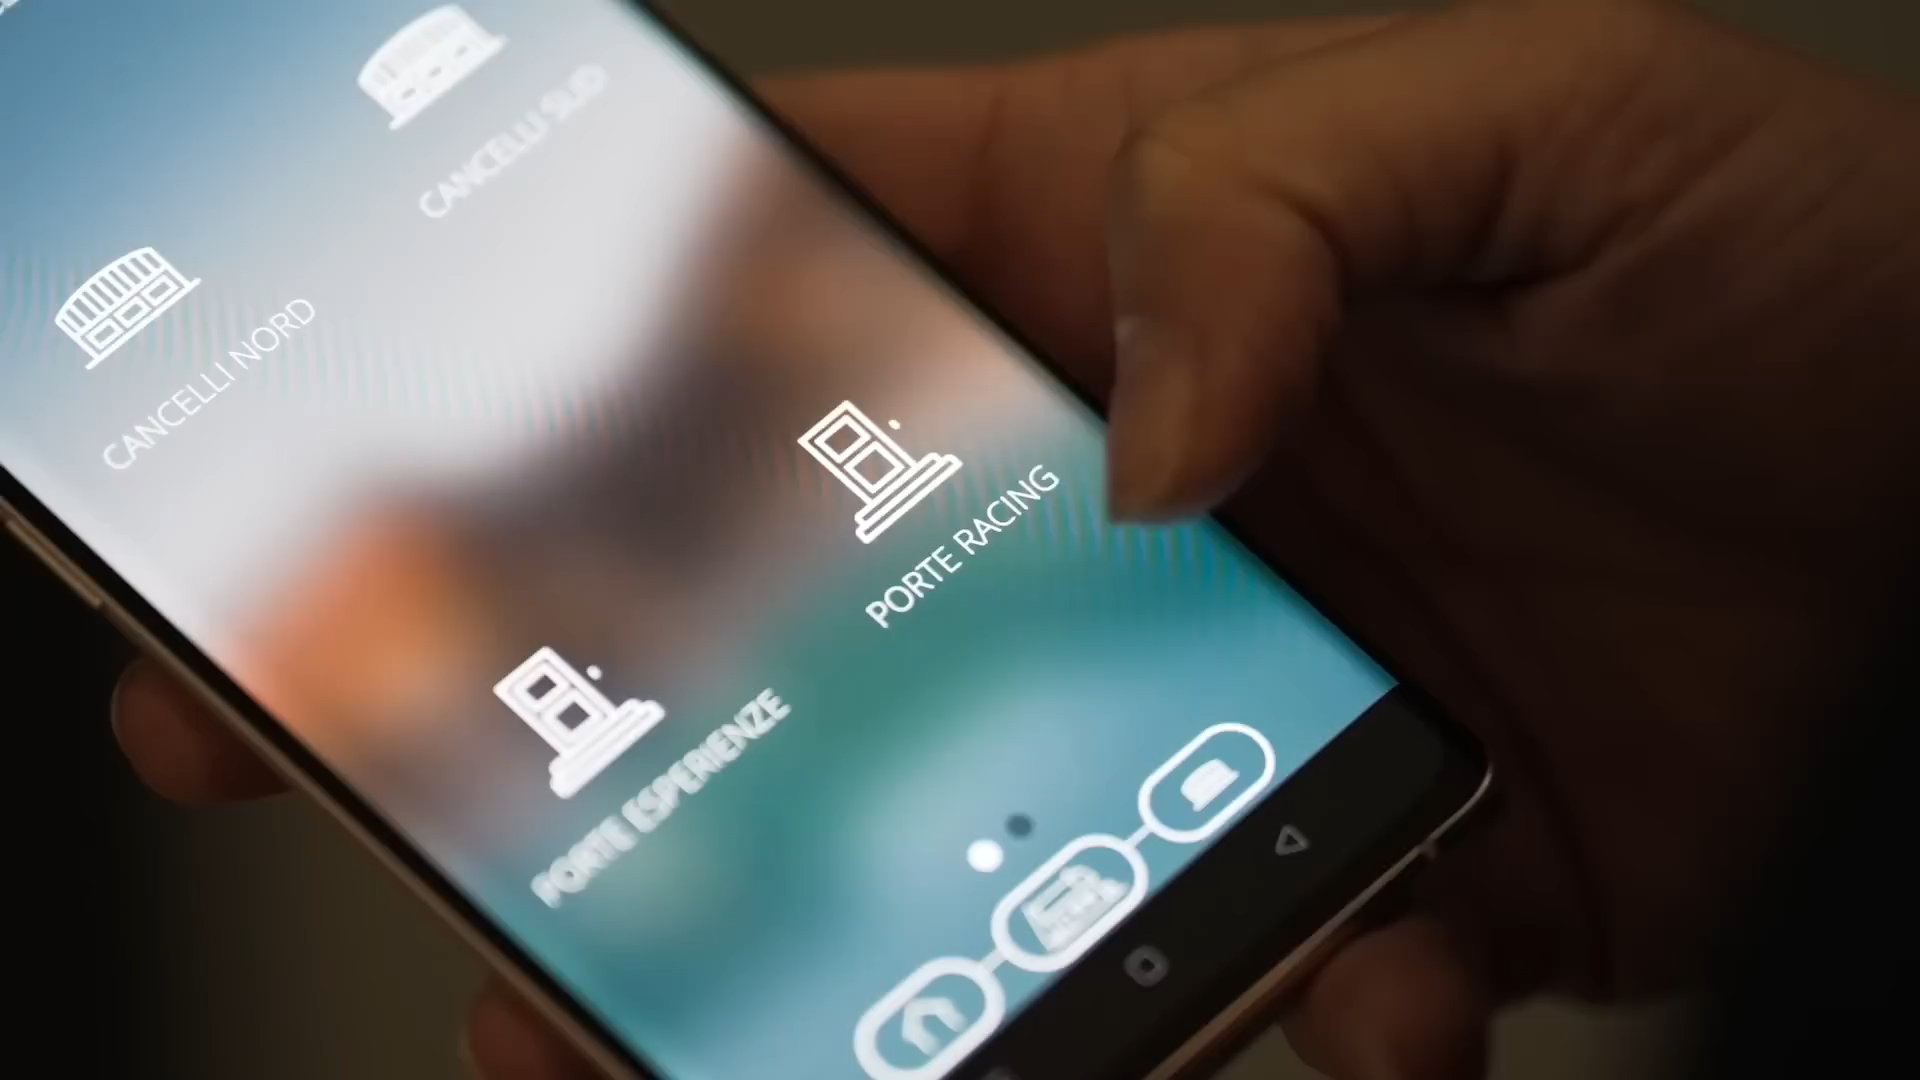 CANCELLI SUD
CANCELLI NORD
PORTE RACING
PORTE ESPERIENZE